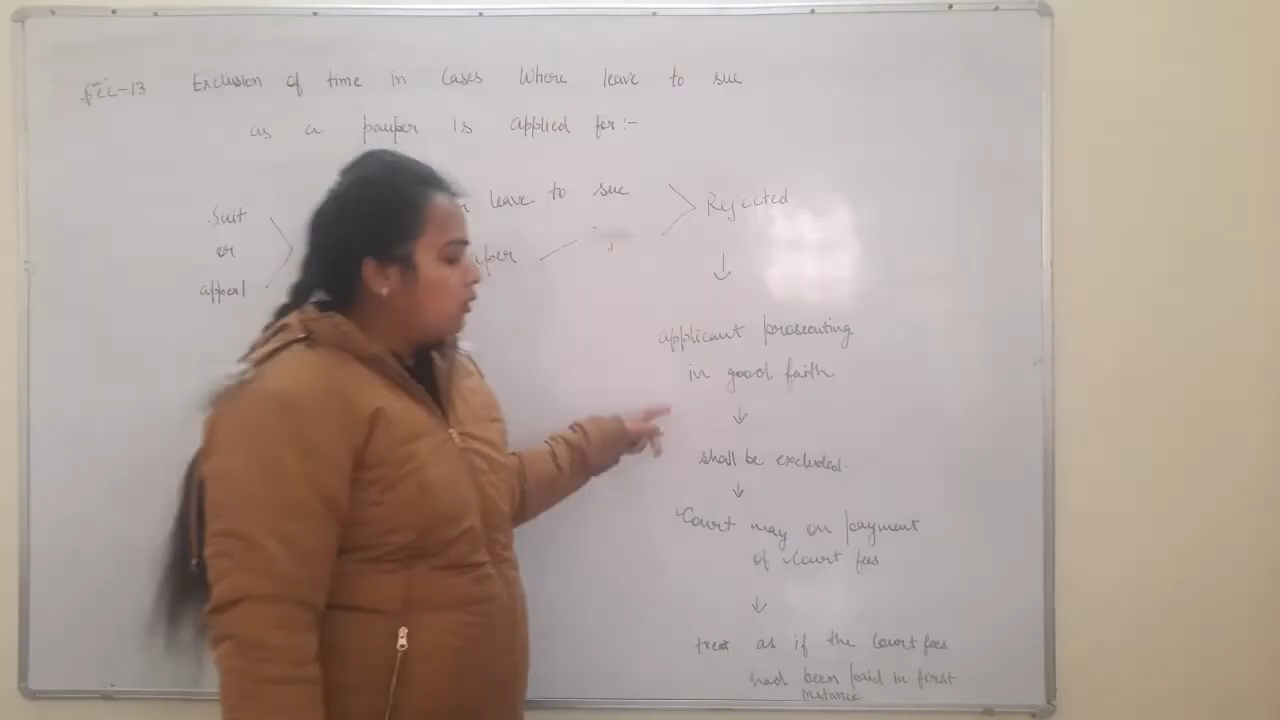 Sec-13 Exclusion of time in Cases Where leave to sue
as a pauper is applied for:-
Suit
or
appeal
leave to sue
Rejected
applicant prosecuting
in good faith
shall be excluded.
Court may on payment
of Court fees
treat as if the Court fees
had been paid in first
instance